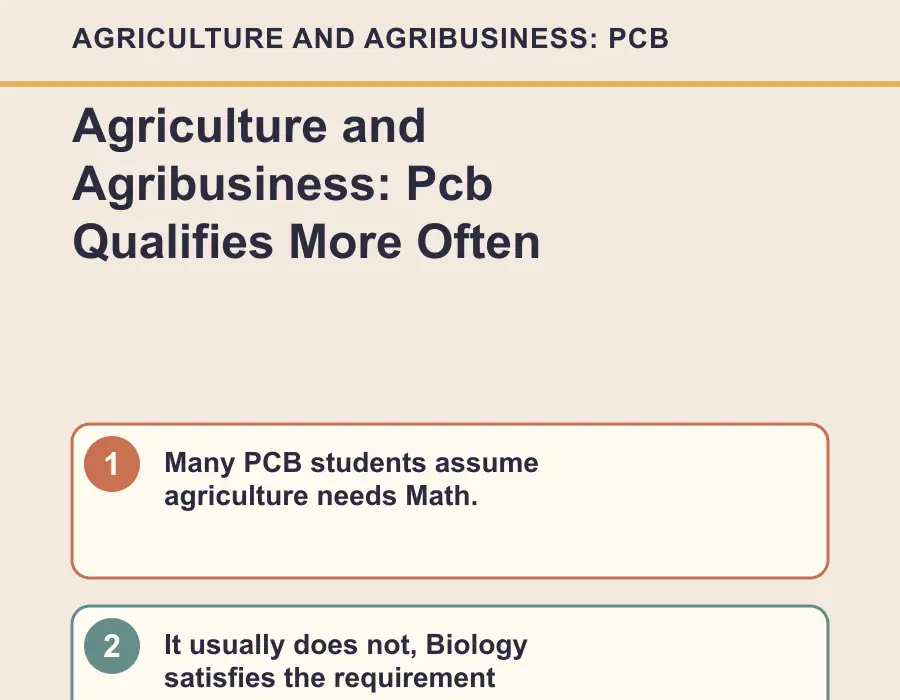 AGRICULTURE AND AGRIBUSINESS: PCB
Agriculture and
Agribusiness: Pcb
Qualifies More Often
1
Many PCB students assume
agriculture needs Math.
2
It usually does not, Biology
satisfies the requirement